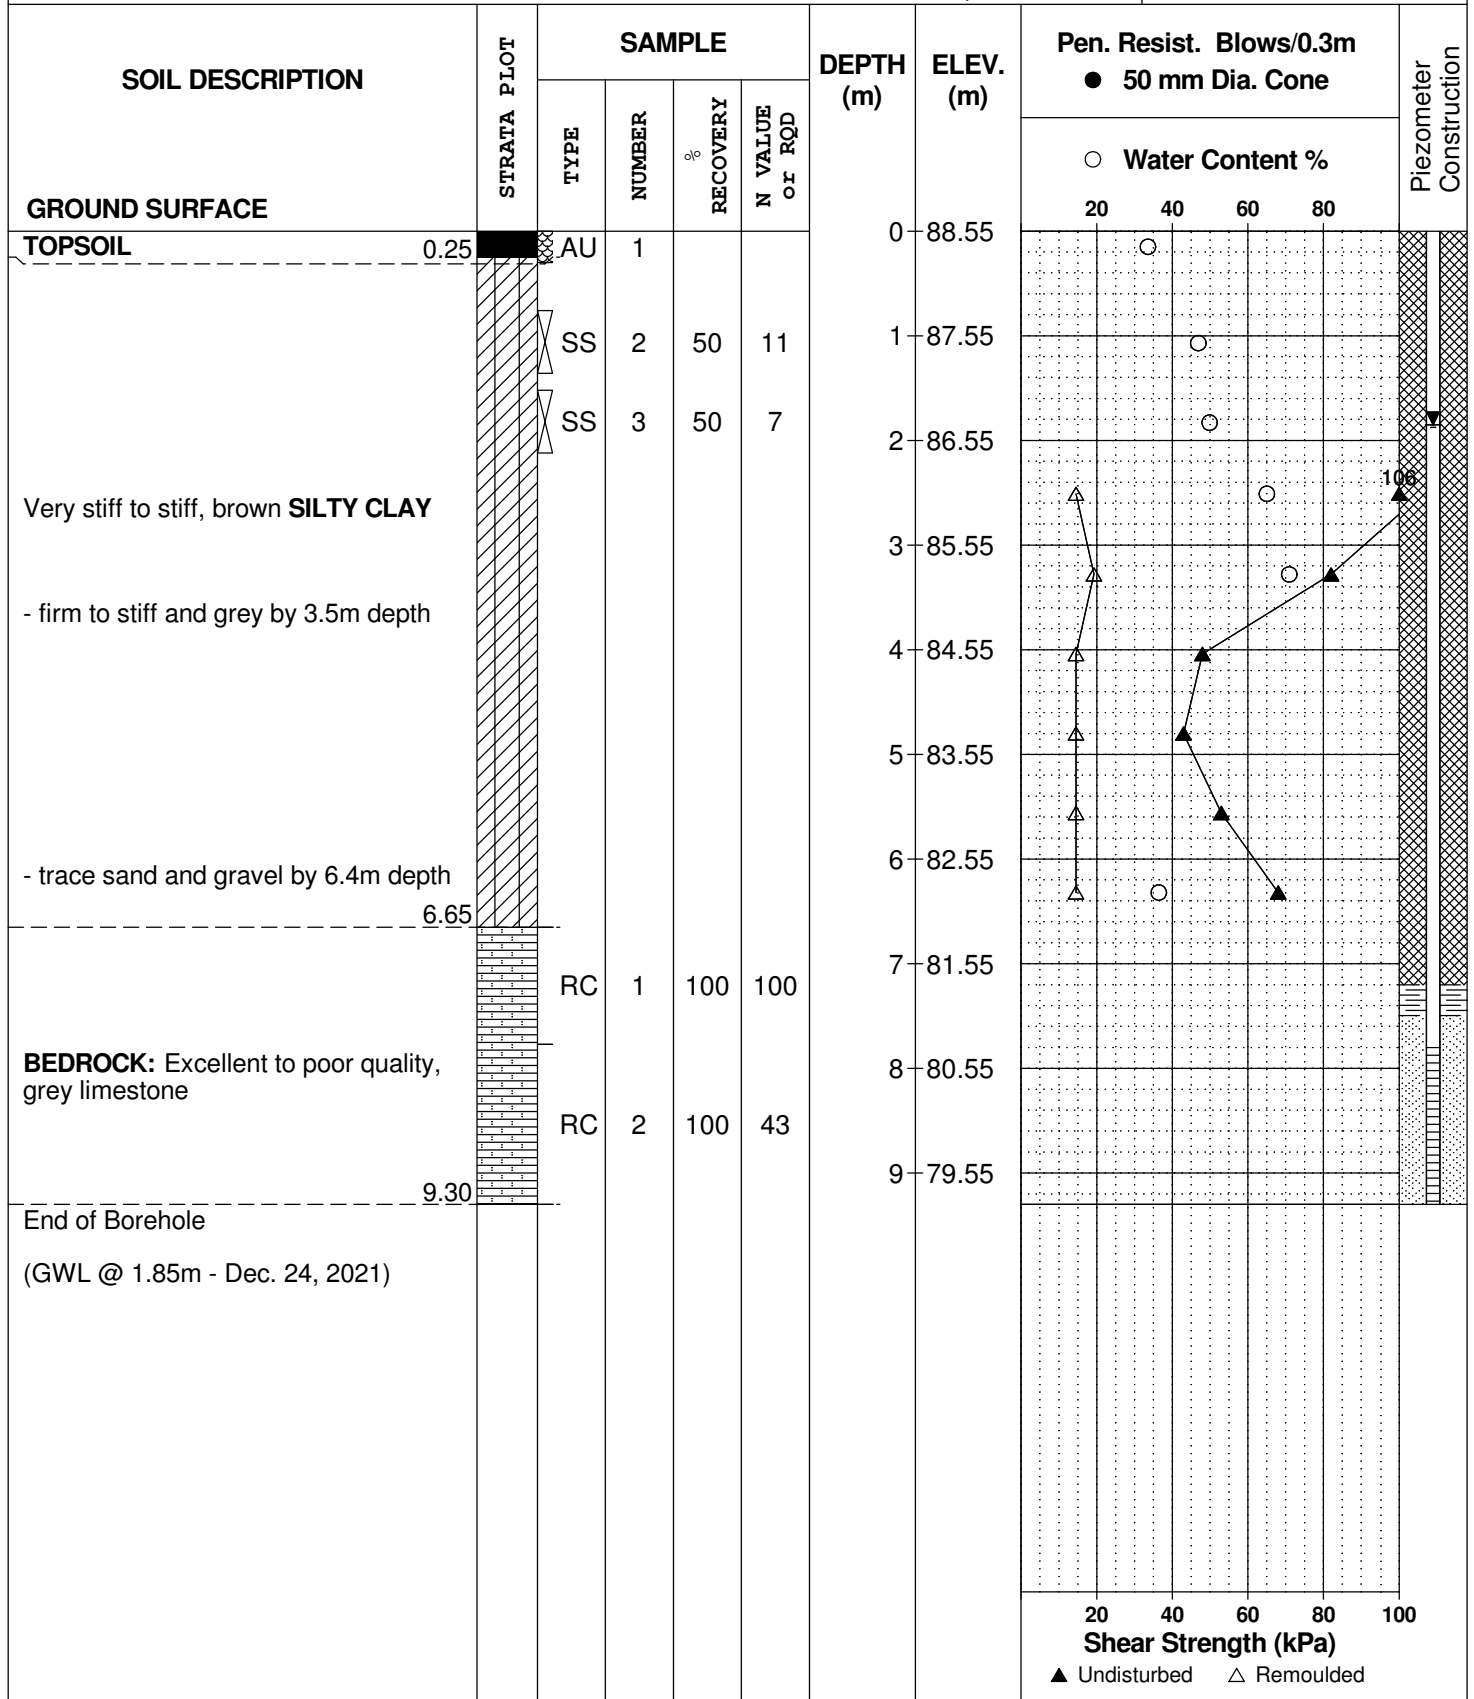 SOIL DESCRIPTION
GROUND SURFACE
STRATA PLOT
SAMPLE
TYPE
NUMBER
% RECOVERY
N VALUE or RQD
DEPTH (m)
ELEV. (m)
Pen. Resist. Blows/0.3m
● 50 mm Dia. Cone
○ Water Content %
20 40 60 80
Piezometer Construction
TOPSOIL 0.25
AU 1
0 88.55
SS 2 50 11
1 87.55
SS 3 50 7
2 86.55
106
Very stiff to stiff, brown SILTY CLAY
3 85.55
- firm to stiff and grey by 3.5m depth
4 84.55
5 83.55
6 82.55
- trace sand and gravel by 6.4m depth
6.65
7 81.55
RC 1 100 100
BEDROCK: Excellent to poor quality,
grey limestone
8 80.55
RC 2 100 43
9 79.55
9.30
End of Borehole
(GWL @ 1.85m - Dec. 24, 2021)
20 40 60 80 100
Shear Strength (kPa)
▲ Undisturbed △ Remoulded